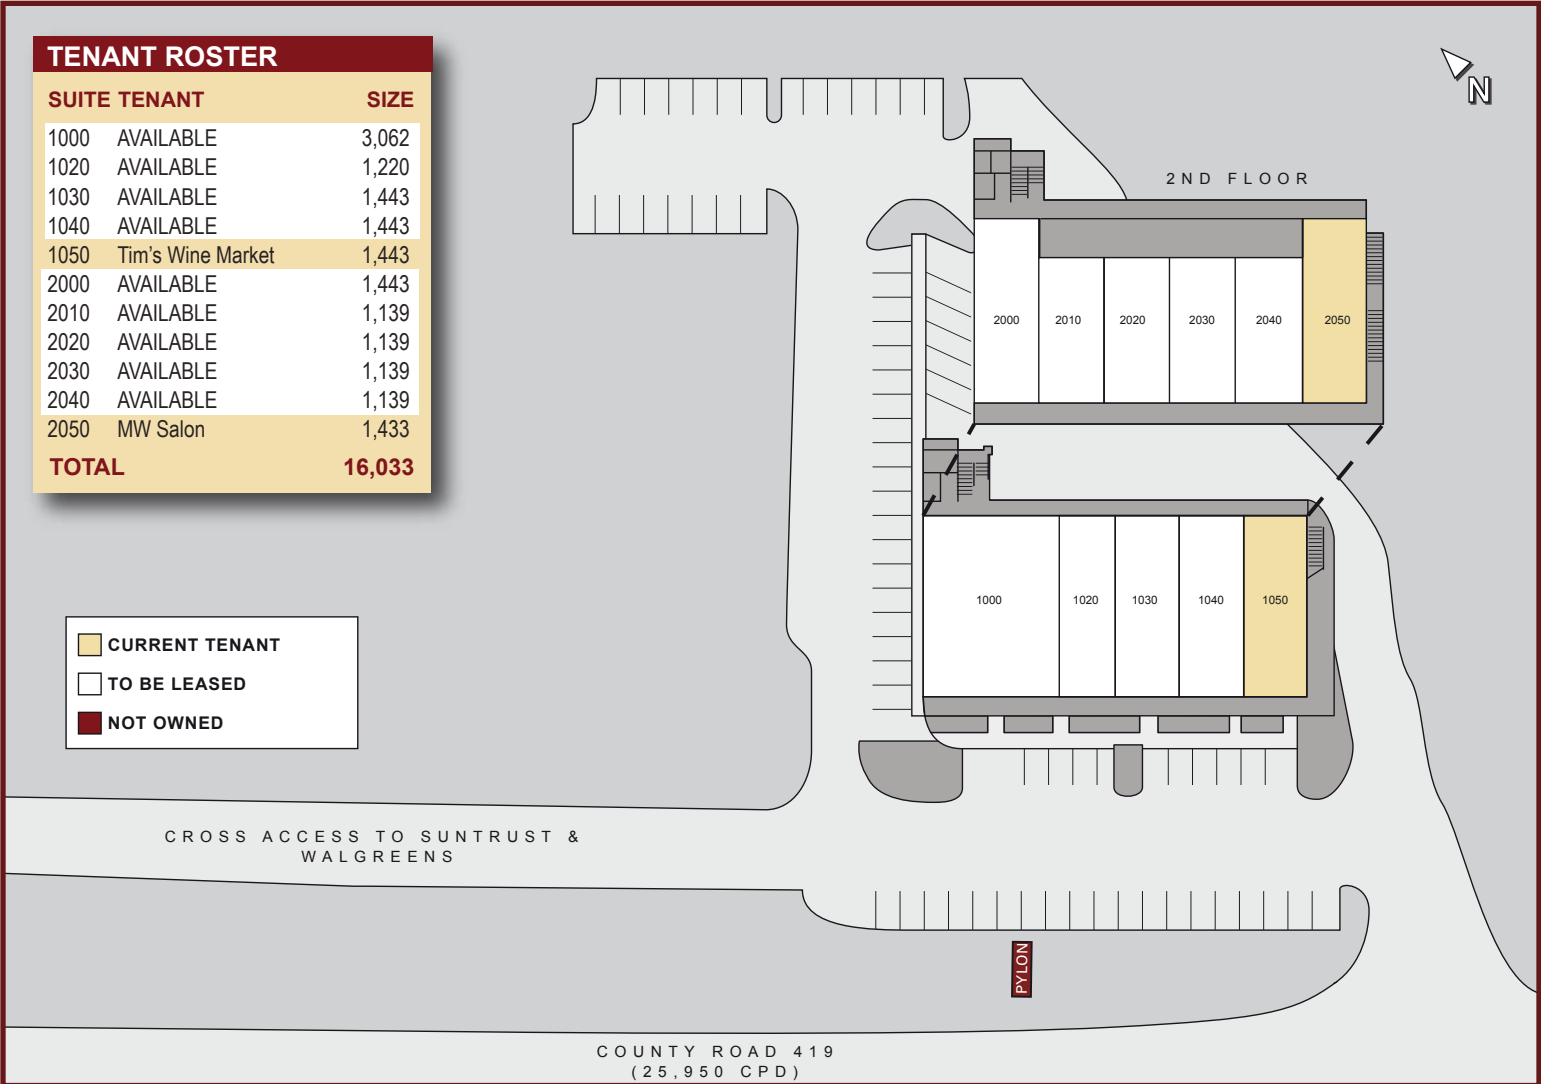 TENANT ROSTER
SUITE TENANT SIZE
1000 AVAILABLE 3,062
1020 AVAILABLE 1,220
1030 AVAILABLE 1,443
1040 AVAILABLE 1,443
1050 Tim's Wine Market 1,443
2000 AVAILABLE 1,443
2010 AVAILABLE 1,139
2020 AVAILABLE 1,139
2030 AVAILABLE 1,139
2040 AVAILABLE 1,139
2050 MW Salon 1,433
TOTAL 16,033
N
2ND FLOOR
2000 2010 2020 2030 2040 2050
1000 1020 1030 1040 1050
CURRENT TENANT
TO BE LEASED
NOT OWNED
CROSS ACCESS TO SUNTRUST &
WALGREENS
PYLON
COUNTY ROAD 419
(25,950 CPD)